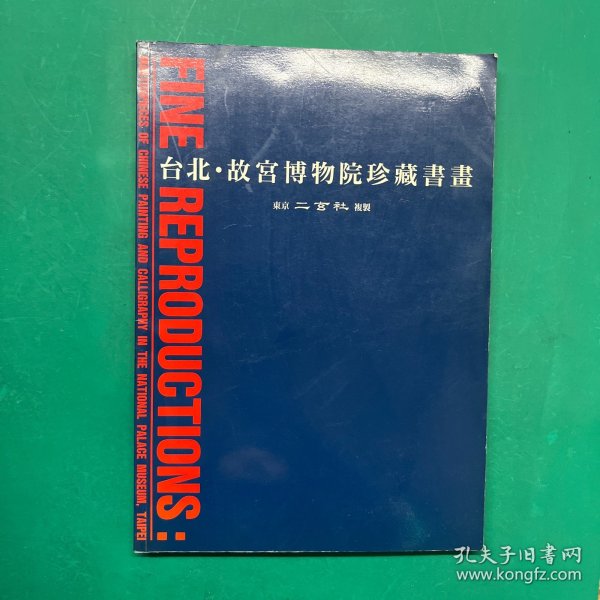 FINE REPRODUCTIONS:
MASTERPIECES OF CHINESE PAINTING AND CALLIGRAPHY IN THE NATIONAL PALACE MUSEUM, TAIPEI
台北·故宮博物院珍藏書畫
東京 二玄社 複製
孔夫子旧书网
www.kongfz.com